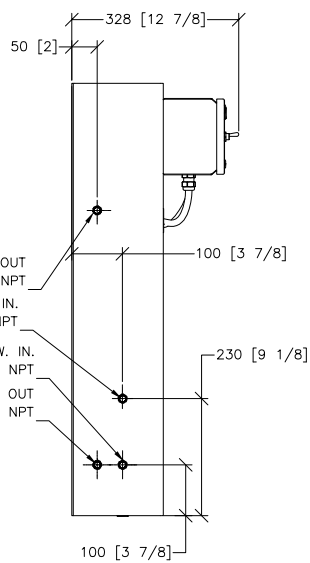 328 [12 7/8]
50 [2]
OUT
NPT
100 [3 7/8]
IN.
NPT
W. IN.
NPT
230 [9 1/8]
OUT
NPT
100 [3 7/8]